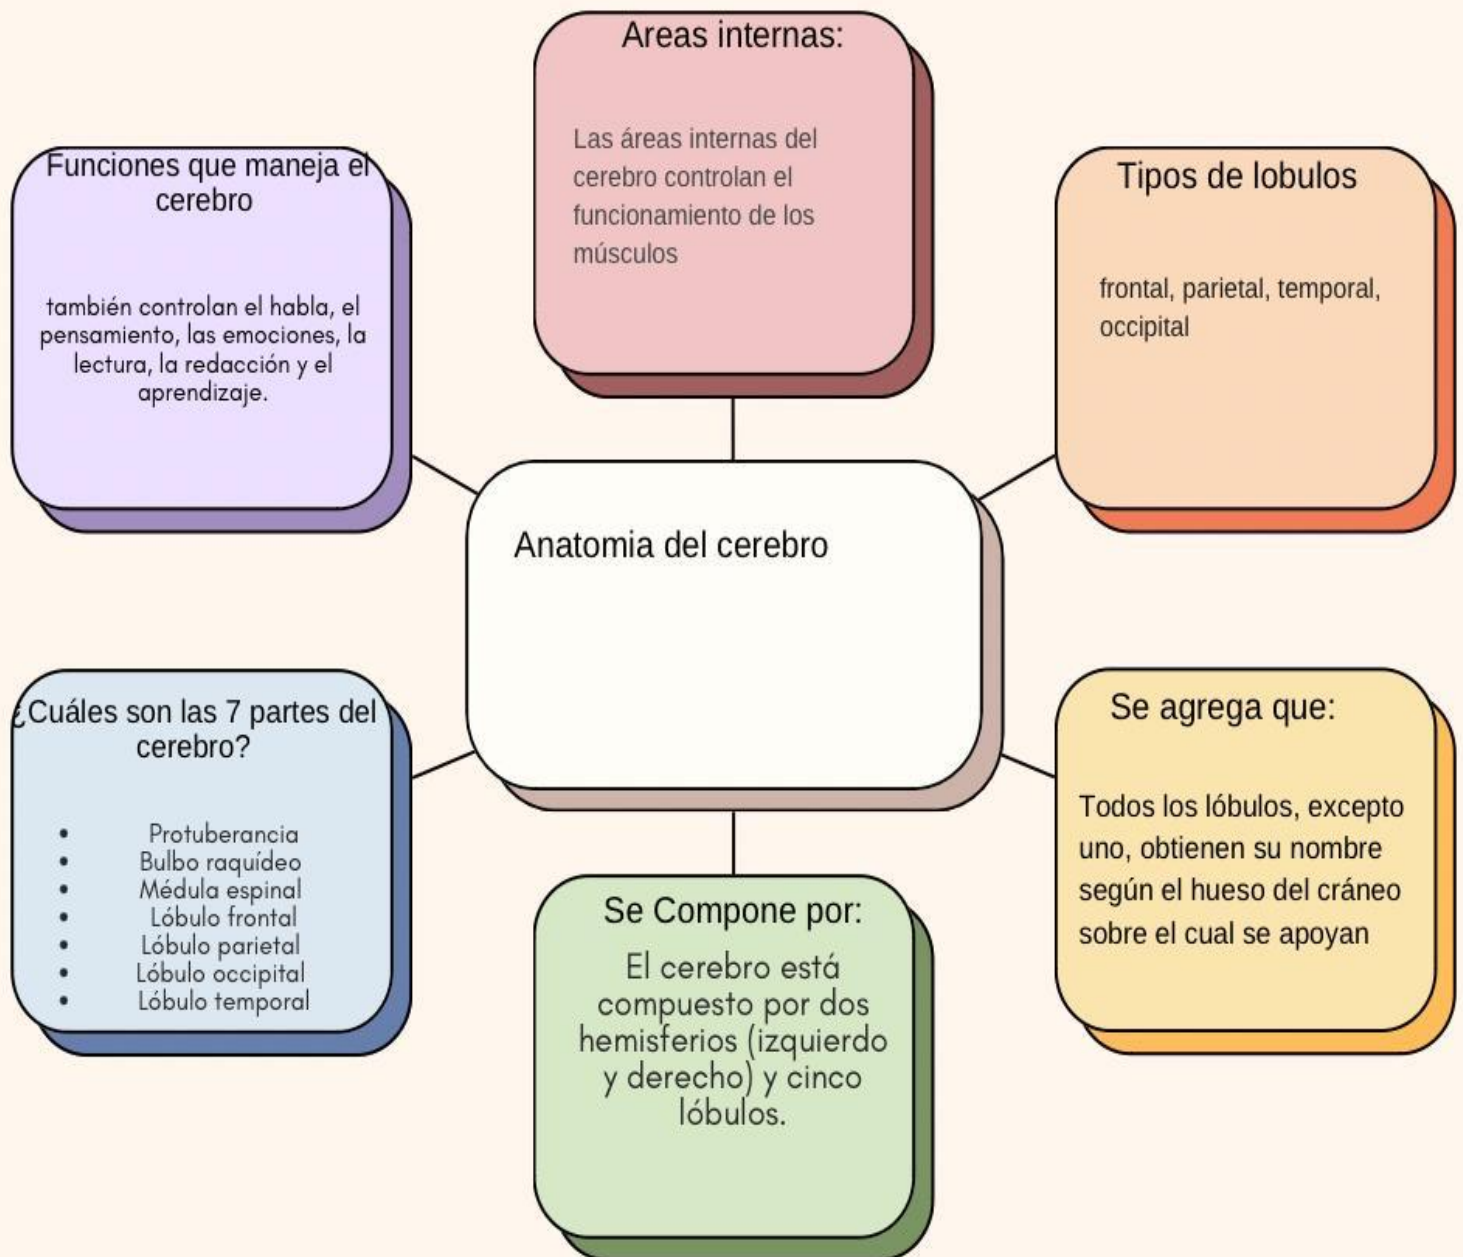 Areas internas:
Las áreas internas del
cerebro controlan el
funcionamiento de los
músculos
Funciones que maneja el
cerebro
también controlan el habla, el
pensamiento, las emociones, la
lectura, la redacción y el
aprendizaje.
Tipos de lobulos
frontal, parietal, temporal,
occipital
Anatomia del cerebro
¿Cuáles son las 7 partes del
cerebro?
• Protuberancia
• Bulbo raquídeo
• Médula espinal
• Lóbulo frontal
• Lóbulo parietal
• Lóbulo occipital
• Lóbulo temporal
Se agrega que:
Todos los lóbulos, excepto
uno, obtienen su nombre
según el hueso del cráneo
sobre el cual se apoyan
Se Compone por:
El cerebro está
compuesto por dos
hemisferios (izquierdo
y derecho) y cinco
lóbulos.